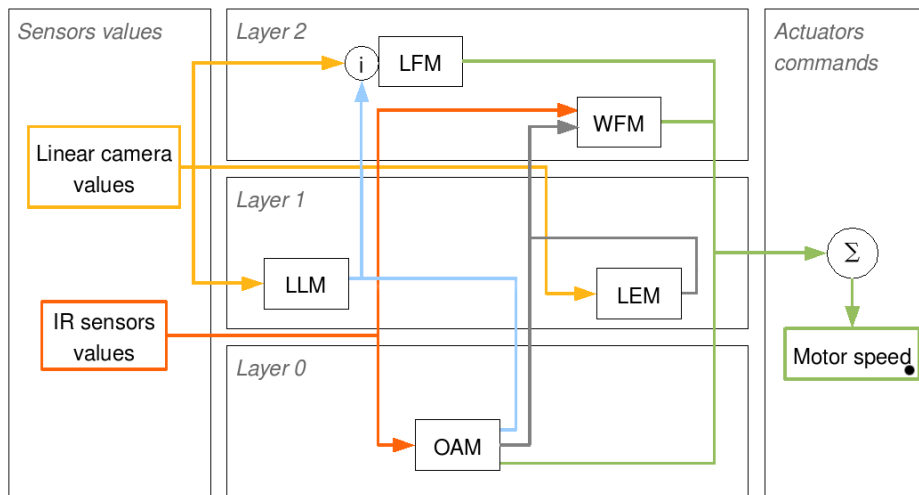 Sensors values
Layer 2
Actuators
commands
i
LFM
WFM
Linear camera
values
Layer 1
Σ
LLM
LEM
IR sensors
values
Motor speed
Layer 0
OAM